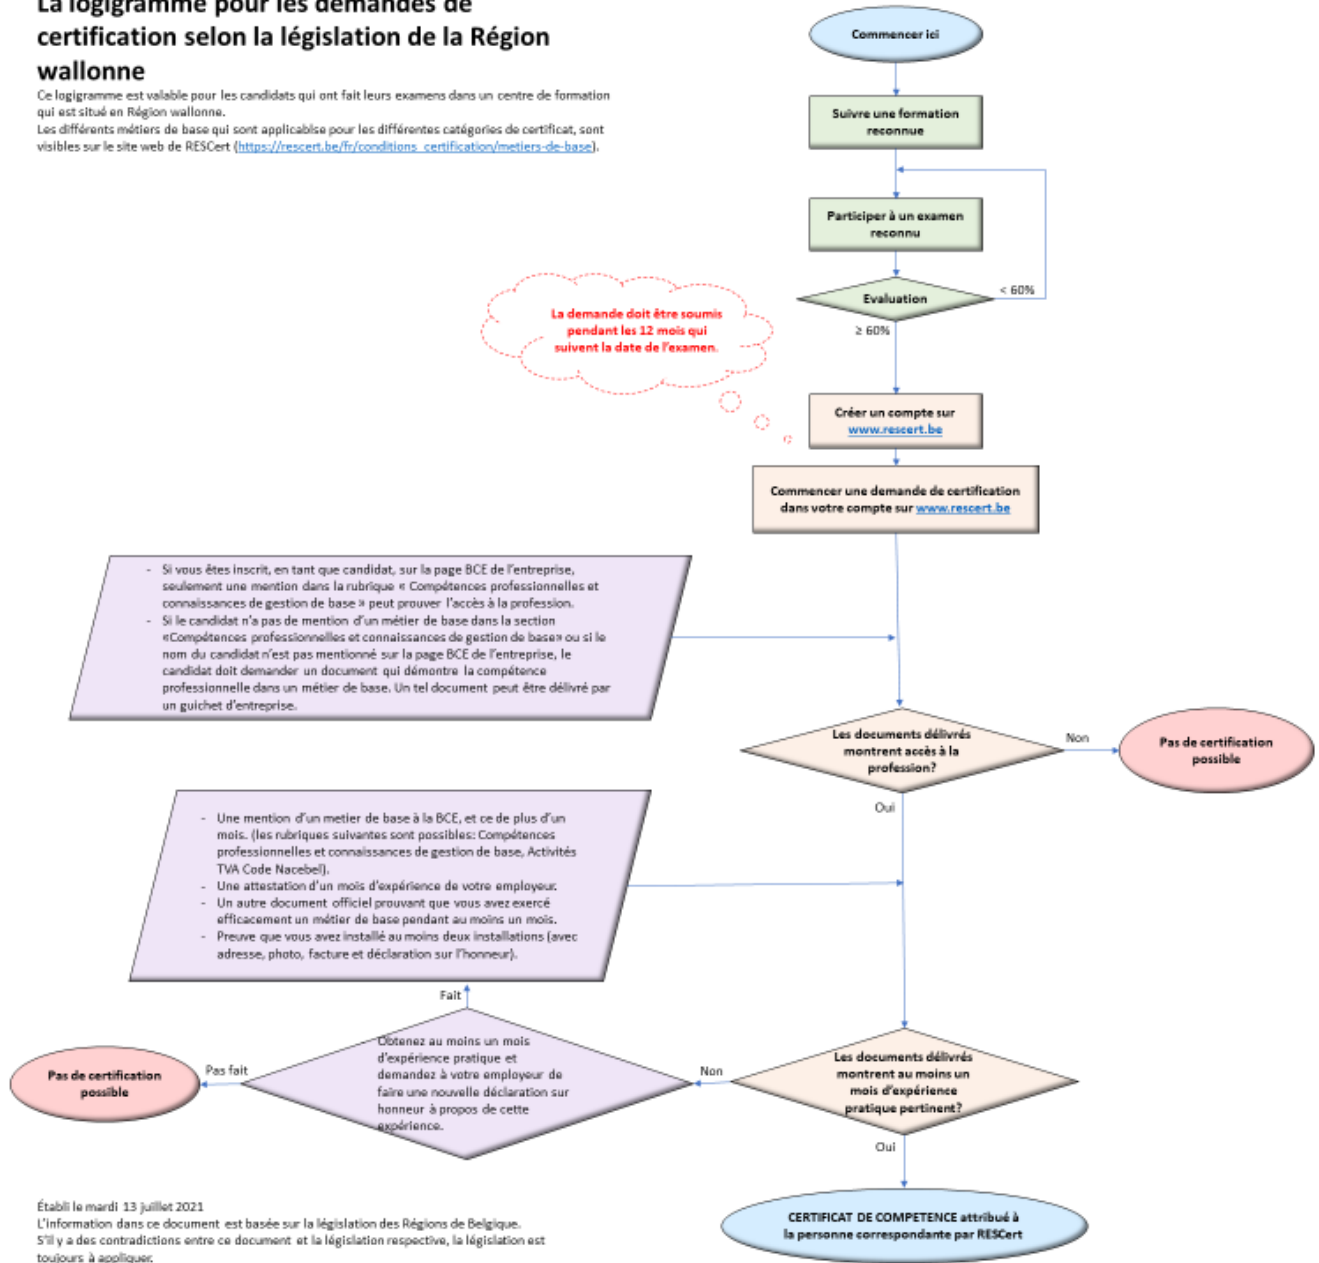 La logigramme pour les demandes de
certification selon la législation de la Région
wallonne
Ce logigramme est valable pour les candidats qui ont fait leurs examens dans un centre de formation
qui est situé en Région wallonne.
Les différents métiers de base qui sont applicablse pour les différentes catégories de certificat, sont
visibles sur le site web de RESCert (https://rescert.be/fr/conditions_certification/metiers-de-base).
Commencer ici
Suivre une formation
reconnue
Participer à un examen
reconnu
Evaluation
< 60%
≥ 60%
La demande doit être soumis
pendant les 12 mois qui
suivent la date de l'examen.
Créer un compte sur
www.rescert.be
Commencer une demande de certification
dans votre compte sur www.rescert.be
- Si vous êtes inscrit, en tant que candidat, sur la page BCE de l'entreprise,
seulement une mention dans la rubrique « Compétences professionnelles et
connaissances de gestion de base » peut prouver l'accès à la profession.
- Si le candidat n'a pas de mention d'un métier de base dans la section
«Compétences professionnelles et connaissances de gestion de base» ou si le
nom du candidat n'est pas mentionné sur la page BCE de l'entreprise, le
candidat doit demander un document qui démontre la compétence
professionnelle dans un métier de base. Un tel document peut être délivré par
un guichet d'entreprise.
Les documents délivrés
montrent accès à la
profession?
Non
Pas de certification
possible
Oui
- Une mention d'un metier de base à la BCE, et ce de plus d'un
mois. (les rubriques suivantes sont possibles: Compétences
professionnelles et connaissances de gestion de base, Activités
TVA Code Nacebel).
- Une attestation d'un mois d'expérience de votre employeur.
- Un autre document officiel prouvant que vous avez exercé
efficacement un métier de base pendant au moins un mois.
- Preuve que vous avez installé au moins deux installations (avec
adresse, photo, facture et déclaration sur l'honneur).
Fait
Obtenez au moins un mois
d'expérience pratique et
demandez à votre employeur de
faire une nouvelle déclaration sur
honneur à propos de cette
expérience.
Pas fait
Pas de certification
possible
Non
Les documents délivrés
montrent au moins un
mois d'expérience
pratique pertinent?
Oui
CERTIFICAT DE COMPETENCE attribué à
la personne correspondante par RESCert
Établi le mardi 13 juillet 2021
L'information dans ce document est basée sur la législation des Régions de Belgique.
S'il y a des contradictions entre ce document et la législation respective, la législation est
toujours à appliquer.